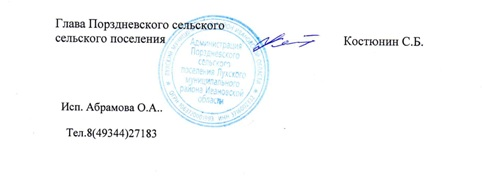 Глава Порздневского сельского
сельского поселения
Костюнин С.Б.
Администрация
Порздневского
сельского
поселения Лухского
муниципального
района Ивановской
области
Исп. Абрамова О.А..
Тел.8(49344)27183